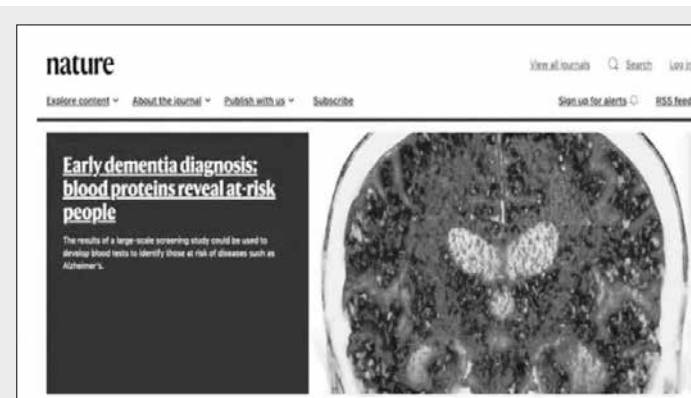 nature
View all journals Search Log in
Explore content About the journal Publish with us Subscribe
Sign up for alerts RSS feed
Early dementia diagnosis:
blood proteins reveal at-risk
people
The results of a large-scale screening study could be used to
develop blood tests to identify those at risk of diseases such as
Alzheimer's.